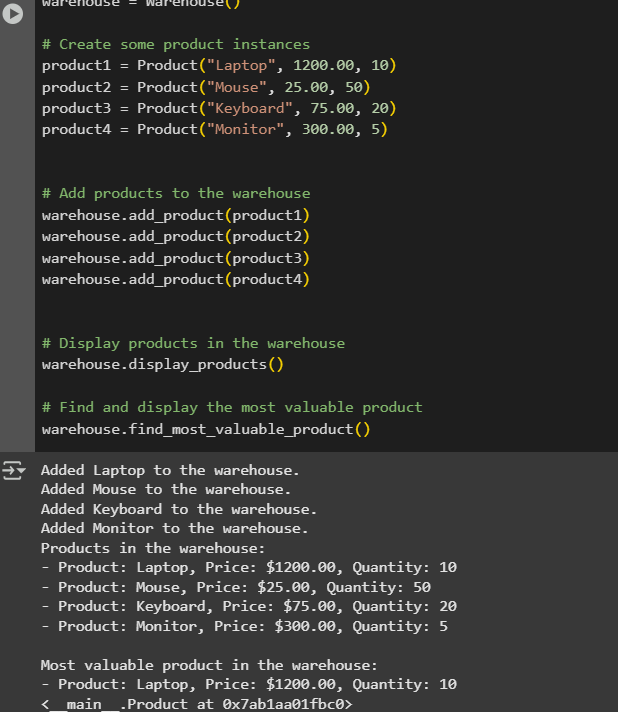 warehouse = Warehouse()
# Create some product instances
product1 = Product("Laptop", 1200.00, 10)
product2 = Product("Mouse", 25.00, 50)
product3 = Product("Keyboard", 75.00, 20)
product4 = Product("Monitor", 300.00, 5)
# Add products to the warehouse
warehouse.add_product(product1)
warehouse.add_product(product2)
warehouse.add_product(product3)
warehouse.add_product(product4)
# Display products in the warehouse
warehouse.display_products()
# Find and display the most valuable product
warehouse.find_most_valuable_product()
Added Laptop to the warehouse.
Added Mouse to the warehouse.
Added Keyboard to the warehouse.
Added Monitor to the warehouse.
Products in the warehouse:
- Product: Laptop, Price: $1200.00, Quantity: 10
- Product: Mouse, Price: $25.00, Quantity: 50
- Product: Keyboard, Price: $75.00, Quantity: 20
- Product: Monitor, Price: $300.00, Quantity: 5
Most valuable product in the warehouse:
- Product: Laptop, Price: $1200.00, Quantity: 10
<__main__.Product at 0x7ab1aa01fbc0>